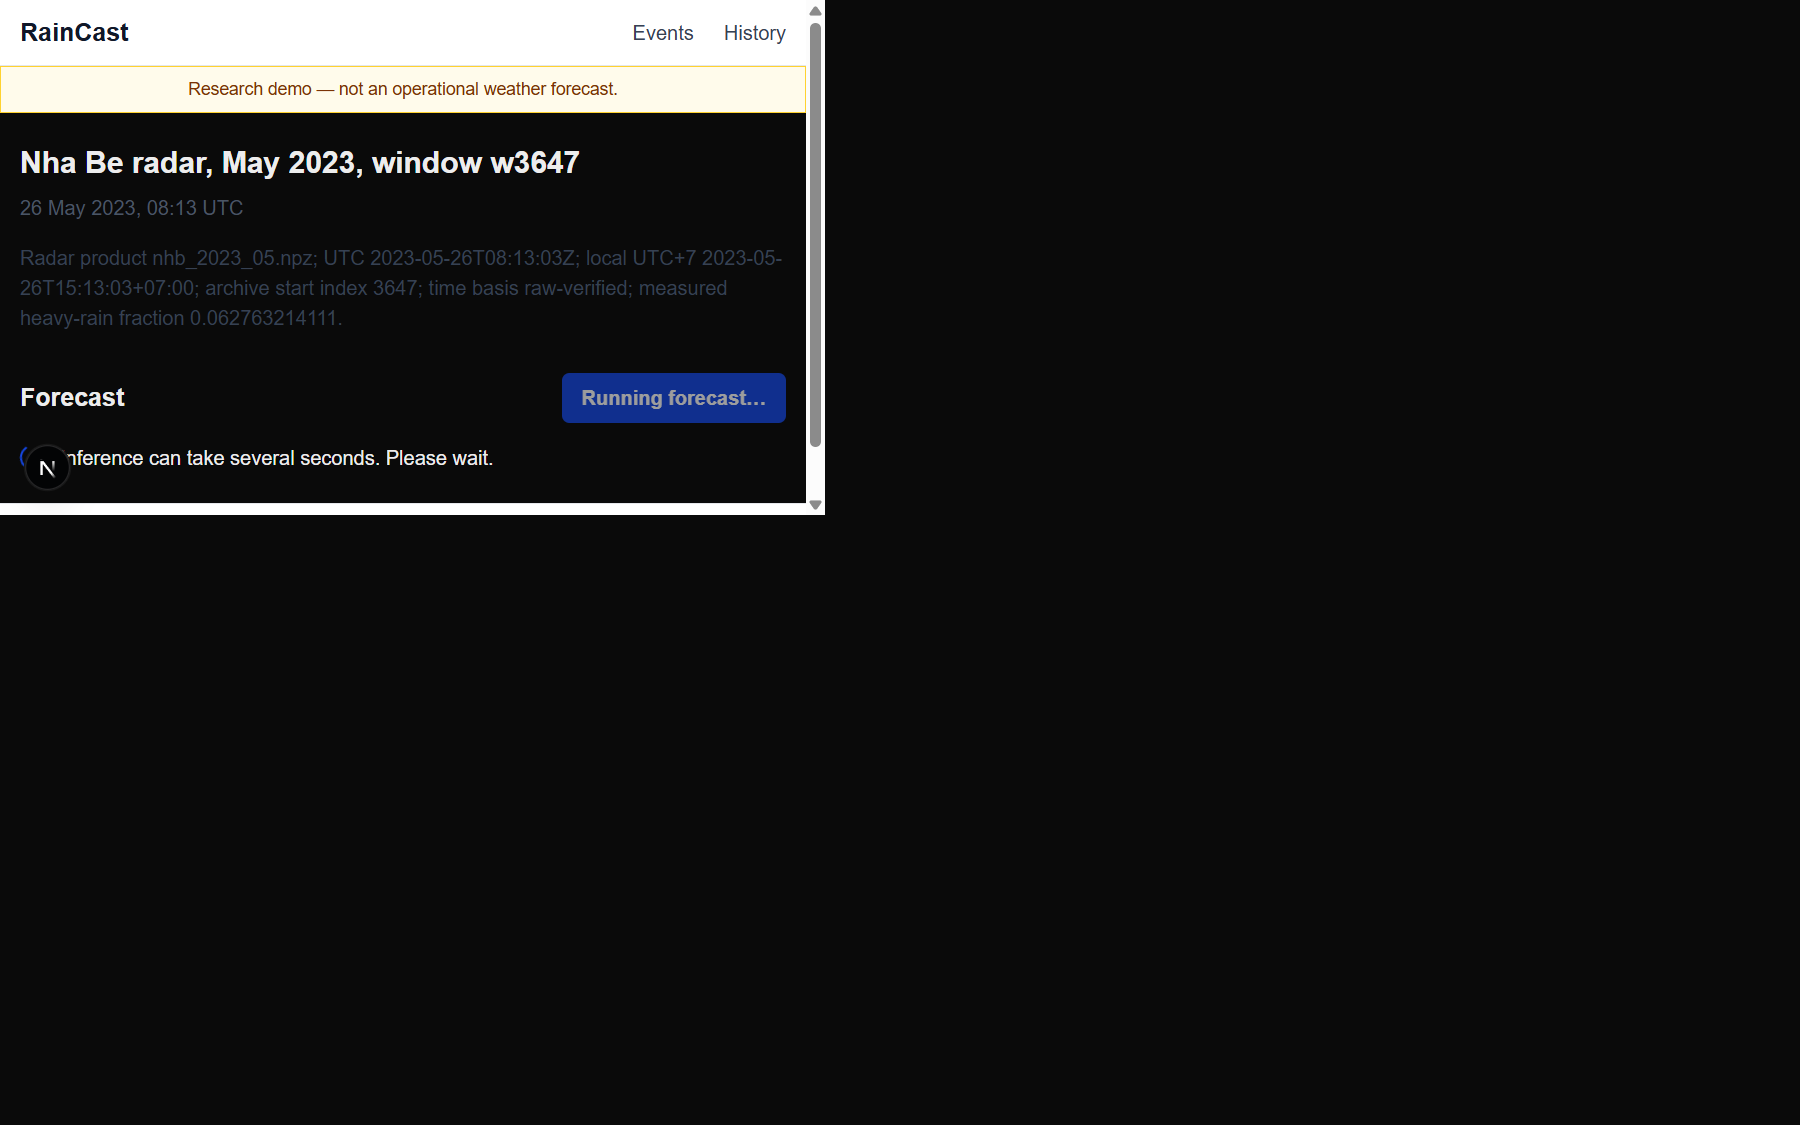 RainCast
Events History
Research demo — not an operational weather forecast.
Nha Be radar, May 2023, window w3647
26 May 2023, 08:13 UTC
Radar product nhb_2023_05.npz; UTC 2023-05-26T08:13:03Z; local UTC+7 2023-05-
26T15:13:03+07:00; archive start index 3647; time basis raw-verified; measured
heavy-rain fraction 0.062763214111.
Forecast
Running forecast...
N
nference can take several seconds. Please wait.